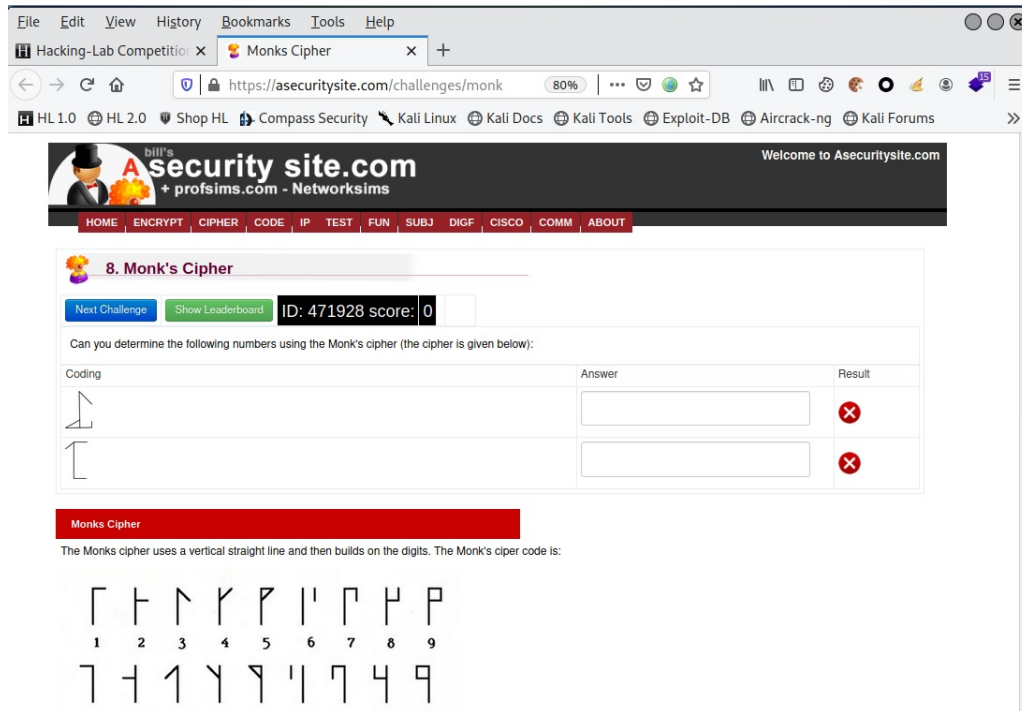 File Edit View History Bookmarks Tools Help
Hacking-Lab Competitior Monks Cipher
https://asecuritysite.com/challenges/monk 80% 15
HL 1.0 HL 2.0 Shop HL Compass Security Kali Linux Kali Docs Kali Tools Exploit-DB Aircrack-ng Kali Forums
bill's
A security site.com
+ profsims.com - Networksims
Welcome to Asecuritysite.com
HOME ENCRYPT CIPHER CODE IP TEST FUN SUBJ DIGF CISCO COMM ABOUT
8. Monk's Cipher
Next Challenge Show Leaderboard ID: 471928 score: 0
Can you determine the following numbers using the Monk's cipher (the cipher is given below):
Coding Answer Result
Monks Cipher
The Monks cipher uses a vertical straight line and then builds on the digits. The Monk's ciper code is:
1 2 3 4 5 6 7 8 9